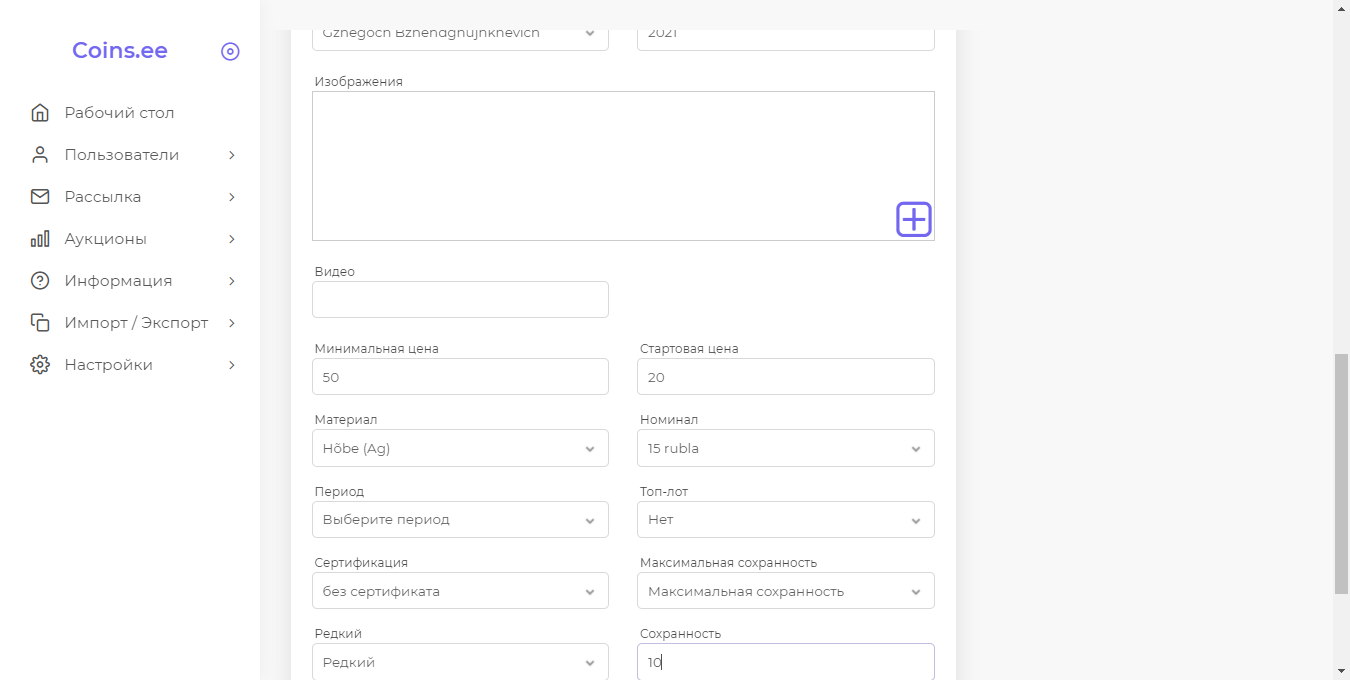 Coins.ee
Рабочий стол
Пользователи
Рассылка
Аукционы
Информация
Импорт / Экспорт
Настройки
2021
Изображения
Видео
Минимальная цена Стартовая цена
50 20
Материал Номинал
Hõbe (Ag) 15 rubla
Период Топ-лот
Выберите период Нет
Сертификация Максимальная сохранность
без сертификата Максимальная сохранность
Редкий Сохранность
Редкий 10